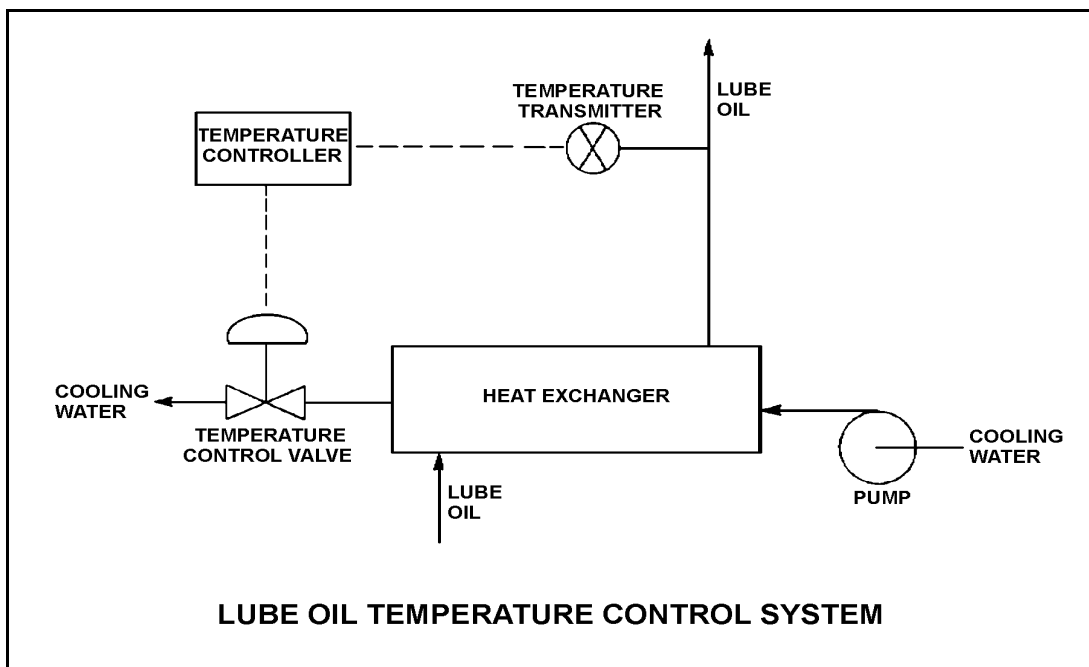 TEMPERATURE
TRANSMITTER
LUBE
OIL
TEMPERATURE
CONTROLLER
COOLING
WATER
TEMPERATURE
CONTROL VALVE
HEAT EXCHANGER
COOLING
WATER
PUMP
LUBE
OIL
LUBE OIL TEMPERATURE CONTROL SYSTEM